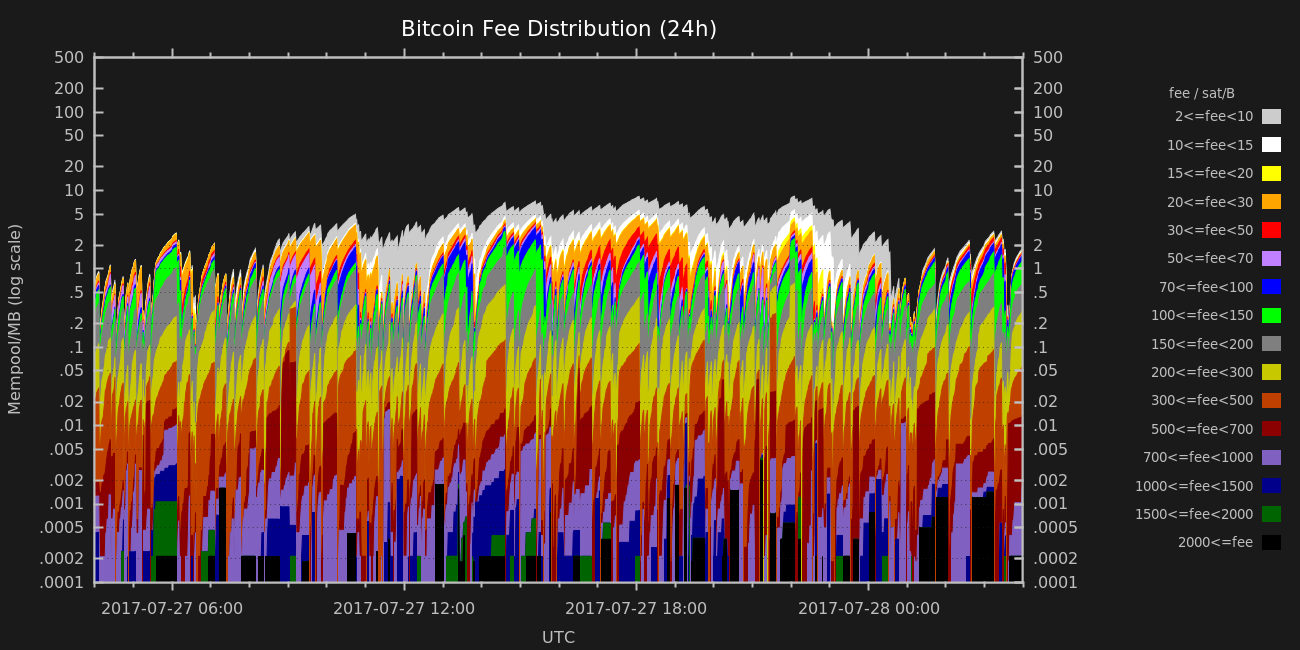 Bitcoin Fee Distribution (24h)
500
200
100
50
20
10
5
2
1
.5
.2
.1
.05
.02
.01
.005
.002
.001
.0005
.0002
.0001
Mempool/MB (log scale)
500
200
100
50
20
10
5
2
1
.5
.2
.1
.05
.02
.01
.005
.002
.001
.0005
.0002
.0001
2017-07-27 06:00
2017-07-27 12:00
2017-07-27 18:00
2017-07-28 00:00
UTC
fee / sat/B
2<=fee<10
10<=fee<15
15<=fee<20
20<=fee<30
30<=fee<50
50<=fee<70
70<=fee<100
100<=fee<150
150<=fee<200
200<=fee<300
300<=fee<500
500<=fee<700
700<=fee<1000
1000<=fee<1500
1500<=fee<2000
2000<=fee